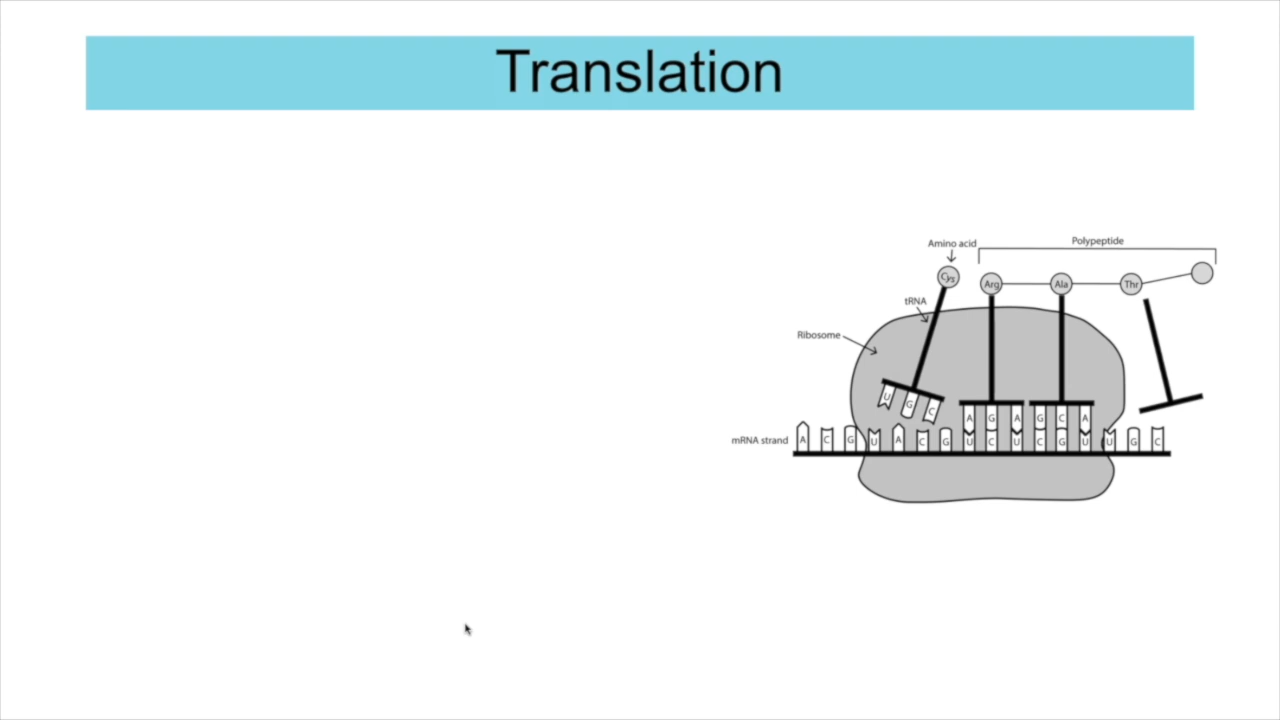 Translation
Amino acid
Polypeptide
Cys
Arg
Ala
Thr
tRNA
Ribosome
U G C
A G A G C A
mRNA strand
A C G U A C G U C U C G U U G C